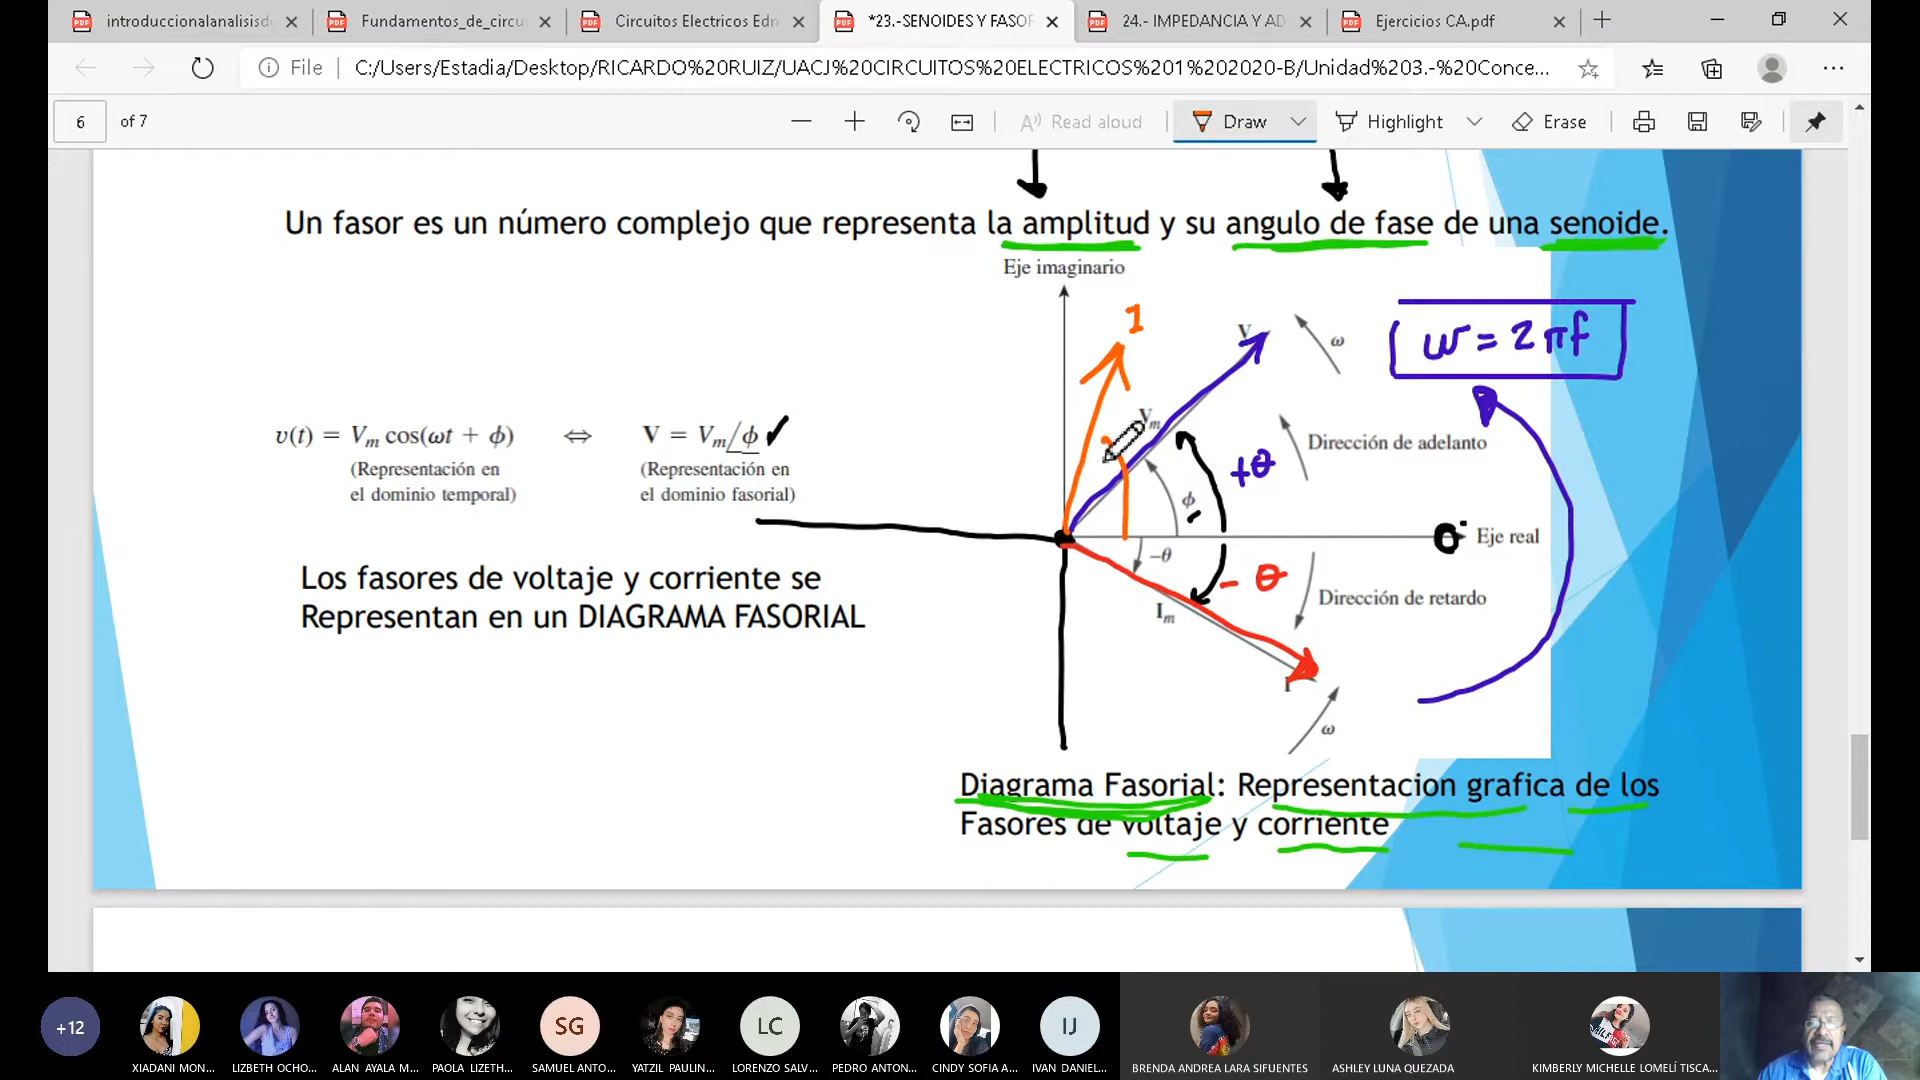 introduccionalanalisisd
Fundamentos_de_circu
Circuitos Electricos Edm
*23.-SENOIDES Y FASOR
24.- IMPEDANCIA Y AD
Ejercicios CA.pdf
File
C:/Users/Estadia/Desktop/RICARDO%20RUIZ/UACJ%20CIRCUITOS%20ELECTRICOS%201%202020-B/Unidad%203.-%20Conce...
6 of 7
Read aloud
Draw
Highlight
Erase
Un fasor es un número complejo que representa la amplitud y su angulo de fase de una senoide.
Eje imaginario
I
V
ω
ω = 2πf
V_m
Dirección de adelanto
+θ
v(t) = V_m cos(ωt + ϕ) ⇔ V = V_m/ϕ ✓
(Representación en
el dominio temporal)
(Representación en
el dominio fasorial)
ϕ
0° Eje real
−θ
- θ
Dirección de retardo
I_m
I
ω
Los fasores de voltaje y corriente se
Representan en un DIAGRAMA FASORIAL
Diagrama Fasorial: Representacion grafica de los
Fasores de voltaje y corriente
+12
XIADANI MON...
LIZBETH OCHO...
ALAN AYALA M...
PAOLA LIZETH...
SG
SAMUEL ANTO...
YATZIL PAULIN...
LC
LORENZO SALV...
PEDRO ANTON...
CINDY SOFIA A...
IJ
IVAN DANIEL...
BRENDA ANDREA LARA SIFUENTES
ASHLEY LUNA QUEZADA
KIMBERLY MICHELLE LOMELÍ TISCA...